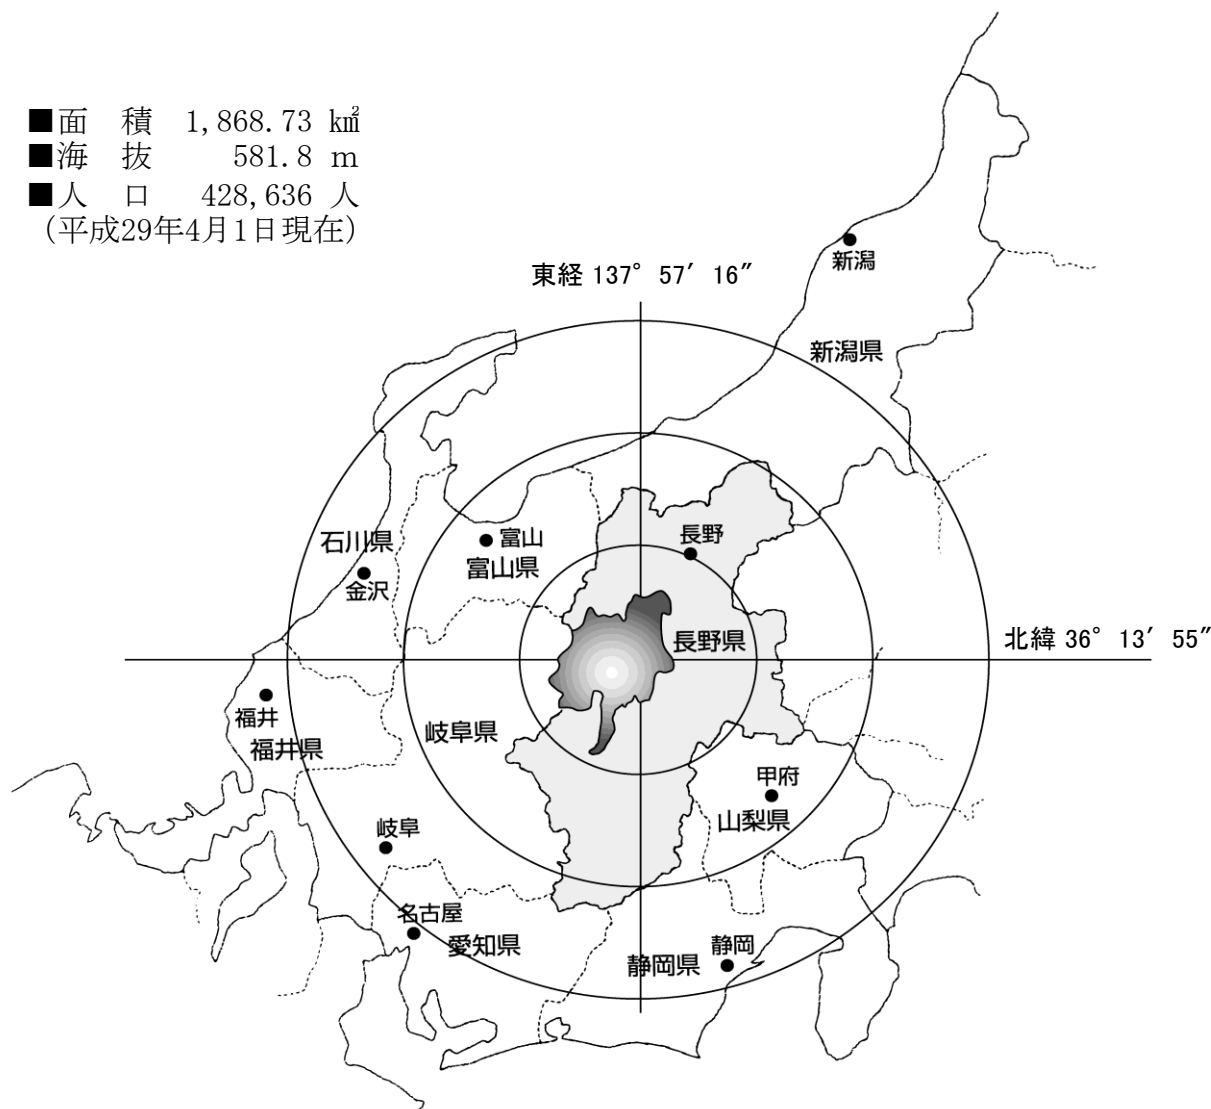 ■面　積　1,868.73 ㎢
■海　抜　581.8 m
■人　口　428,636 人
（平成29年4月1日現在）
新潟
東経 137° 57′ 16″
新潟県
長野
石川県
富山
富山県
金沢
長野県
北緯 36° 13′ 55″
福井
福井県
岐阜県
甲府
山梨県
岐阜
名古屋
愛知県
静岡
静岡県